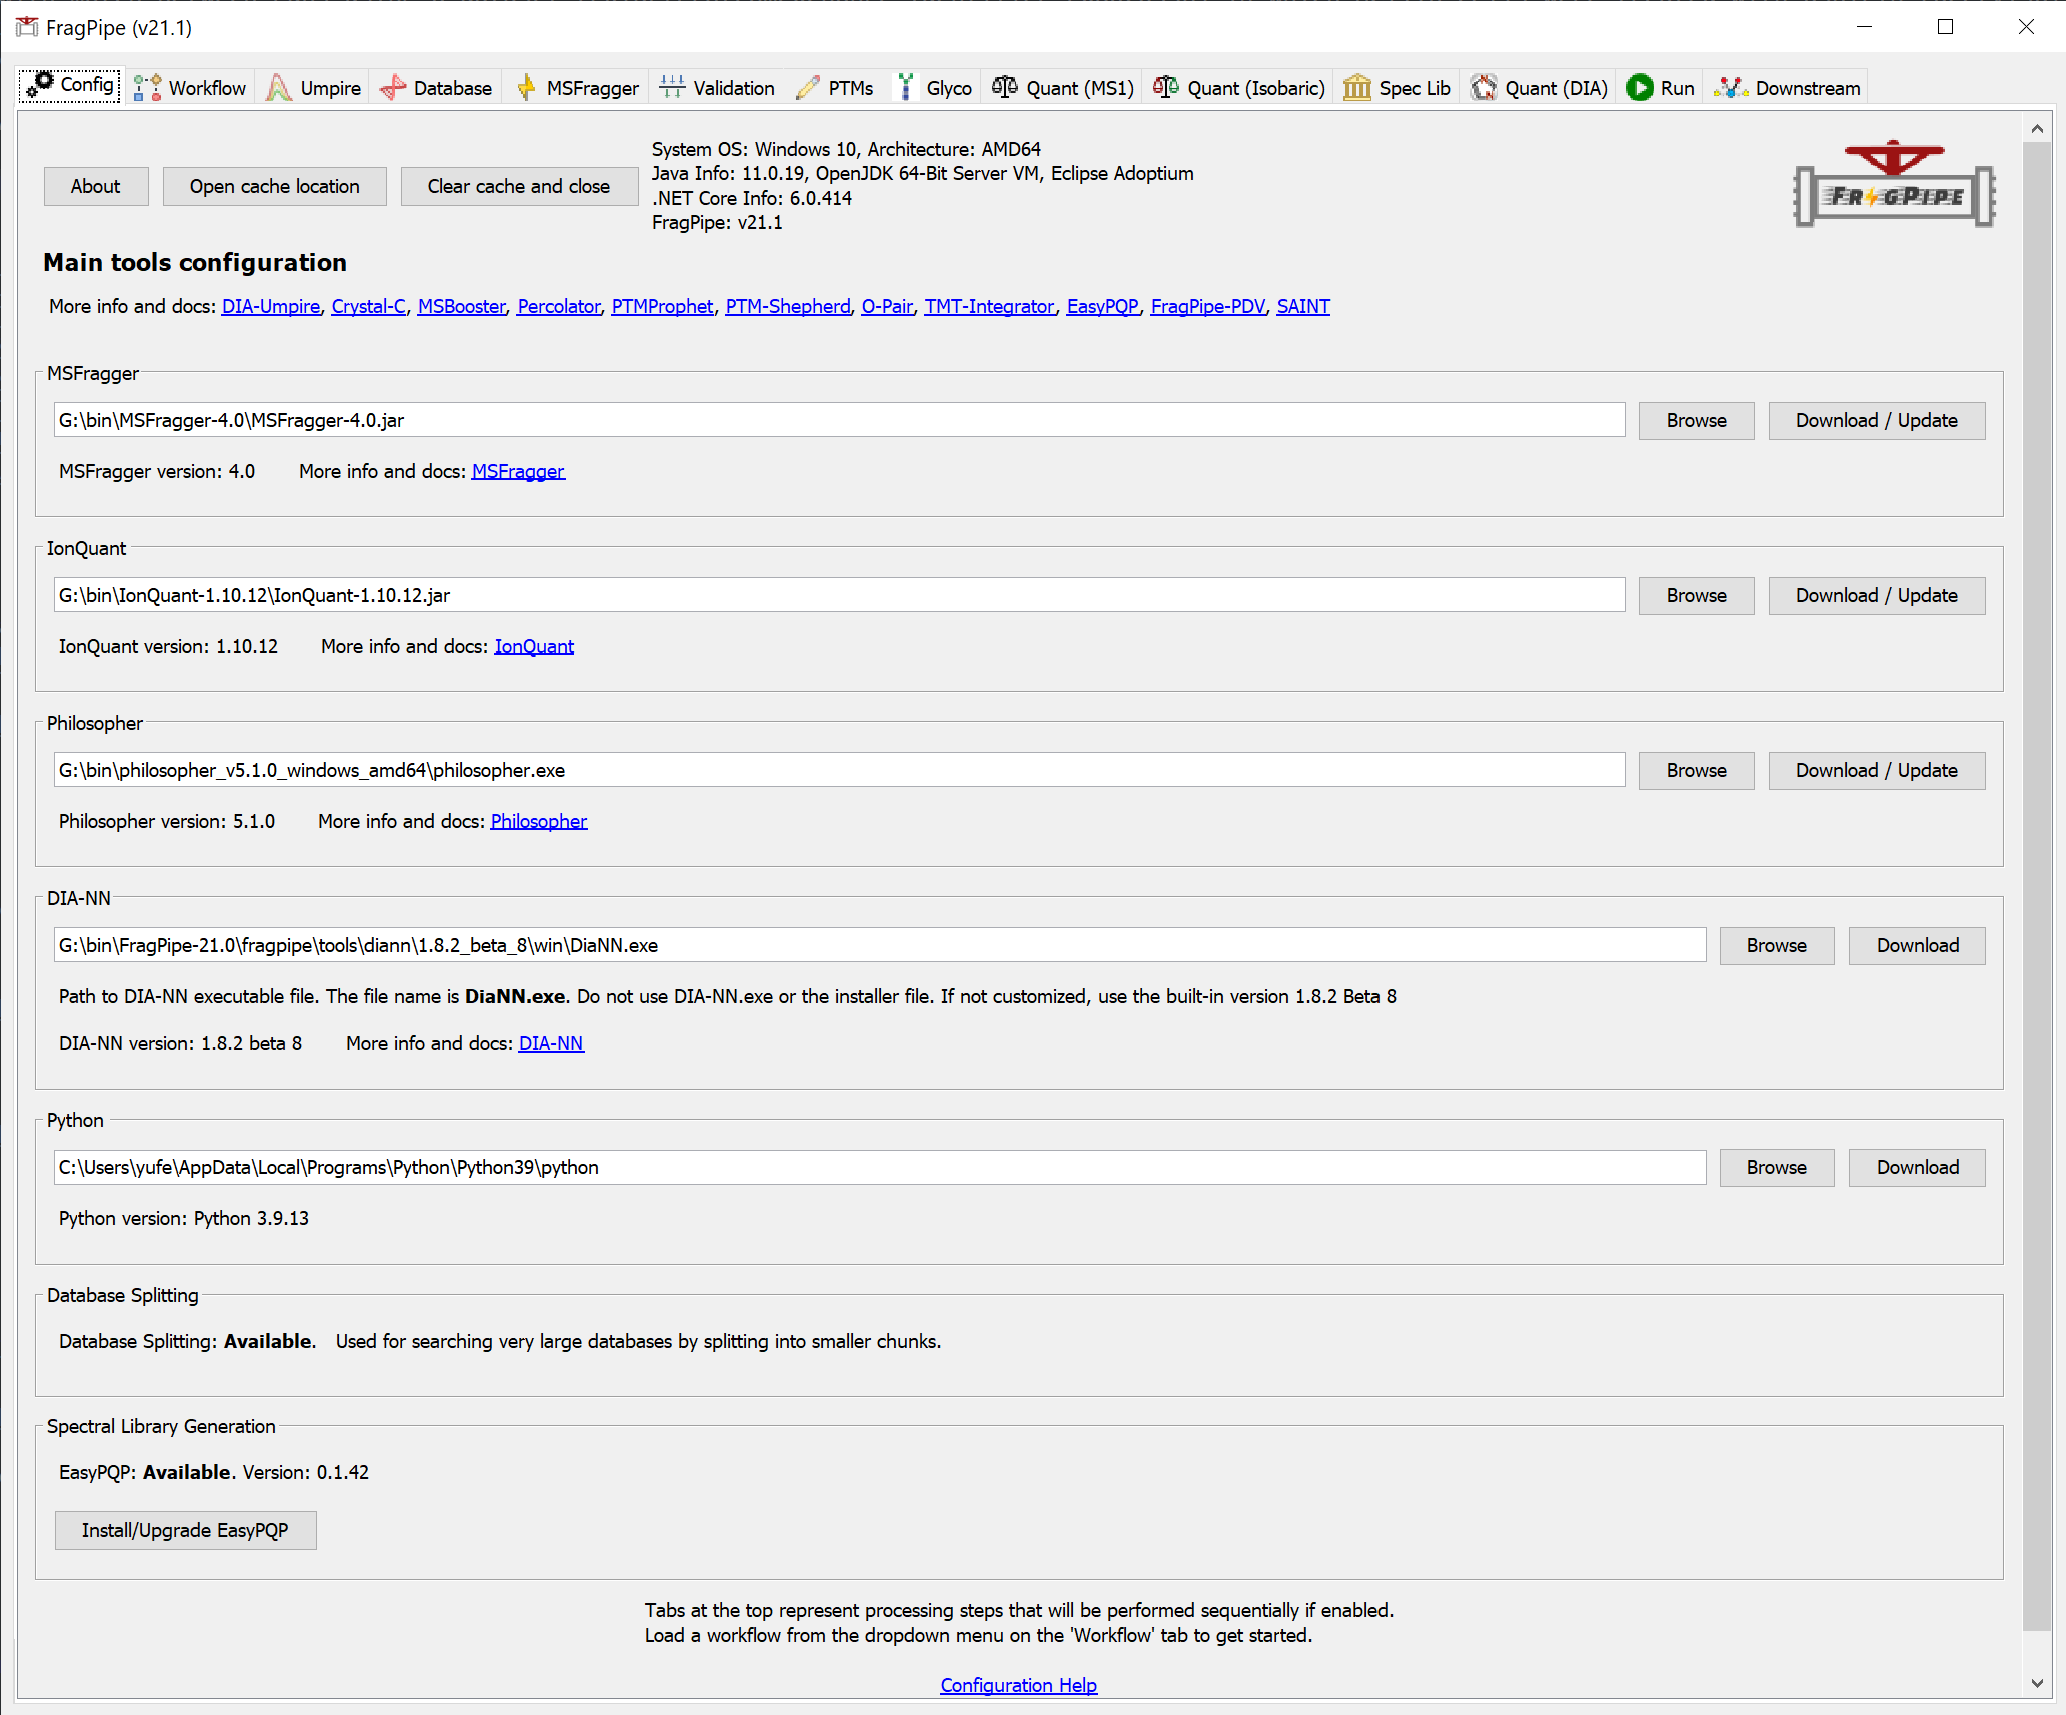 FragPipe (v21.1)
Config Workflow Umpire Database MSFragger Validation PTMs Glyco Quant (MS1) Quant (Isobaric) Spec Lib Quant (DIA) Run Downstream
About Open cache location Clear cache and close
System OS: Windows 10, Architecture: AMD64
Java Info: 11.0.19, OpenJDK 64-Bit Server VM, Eclipse Adoptium
.NET Core Info: 6.0.414
FragPipe: v21.1
FRAGPIPE
Main tools configuration
More info and docs: DIA-Umpire, Crystal-C, MSBooster, Percolator, PTMProphet, PTM-Shepherd, O-Pair, TMT-Integrator, EasyPQP, FragPipe-PDV, SAINT
MSFragger
G:\bin\MSFragger-4.0\MSFragger-4.0.jar Browse Download / Update
MSFragger version: 4.0 More info and docs: MSFragger
IonQuant
G:\bin\IonQuant-1.10.12\IonQuant-1.10.12.jar Browse Download / Update
IonQuant version: 1.10.12 More info and docs: IonQuant
Philosopher
G:\bin\philosopher_v5.1.0_windows_amd64\philosopher.exe Browse Download / Update
Philosopher version: 5.1.0 More info and docs: Philosopher
DIA-NN
G:\bin\FragPipe-21.0\fragpipe\tools\diann\1.8.2_beta_8\win\DiaNN.exe Browse Download
Path to DIA-NN executable file. The file name is DiaNN.exe. Do not use DIA-NN.exe or the installer file. If not customized, use the built-in version 1.8.2 Beta 8
DIA-NN version: 1.8.2 beta 8 More info and docs: DIA-NN
Python
C:\Users\yufe\AppData\Local\Programs\Python\Python39\python Browse Download
Python version: Python 3.9.13
Database Splitting
Database Splitting: Available. Used for searching very large databases by splitting into smaller chunks.
Spectral Library Generation
EasyPQP: Available. Version: 0.1.42
Install/Upgrade EasyPQP
Tabs at the top represent processing steps that will be performed sequentially if enabled.
Load a workflow from the dropdown menu on the 'Workflow' tab to get started.
Configuration Help